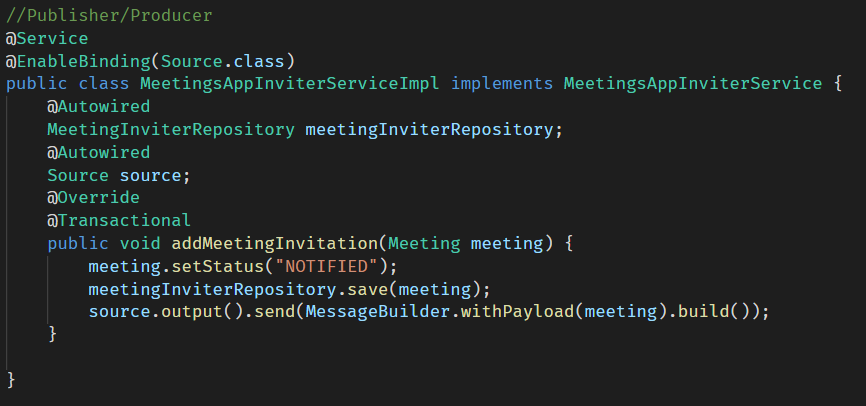 //Publisher/Producer
@Service
@EnableBinding(Source.class)
public class MeetingsAppInviterServiceImpl implements MeetingsAppInviterService {
@Autowired
MeetingInviterRepository meetingInviterRepository;
@Autowired
Source source;
@Override
@Transactional
public void addMeetingInvitation(Meeting meeting) {
meeting.setStatus("NOTIFIED");
meetingInviterRepository.save(meeting);
source.output().send(MessageBuilder.withPayload(meeting).build());
}
}